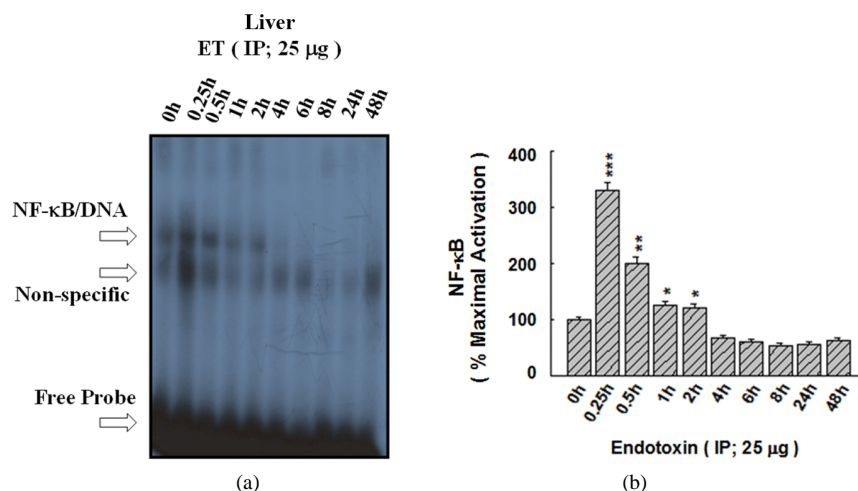 Liver
ET ( IP; 25 µg )
0h 0.25h 0.5h 1h 2h 4h 6h 8h 24h 48h
NF-κB/DNA
Non-specific
Free Probe
(a)
NF-κB
( % Maximal Activation )
400
300
200
100
0
***
**
*
*
0h 0.25h 0.5h 1h 2h 4h 6h 8h 24h 48h
Endotoxin ( IP; 25 µg )
(b)